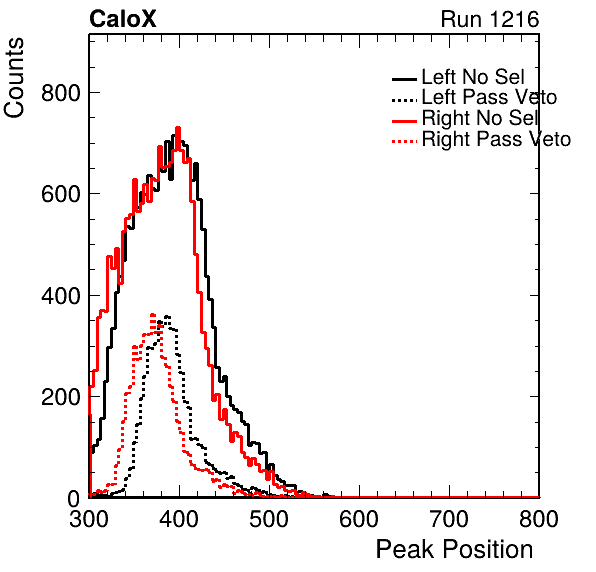 CaloX Run 1216
Counts
800
600
400
200
0
Left No Sel
Left Pass Veto
Right No Sel
Right Pass Veto
300 400 500 600 700 800
Peak Position